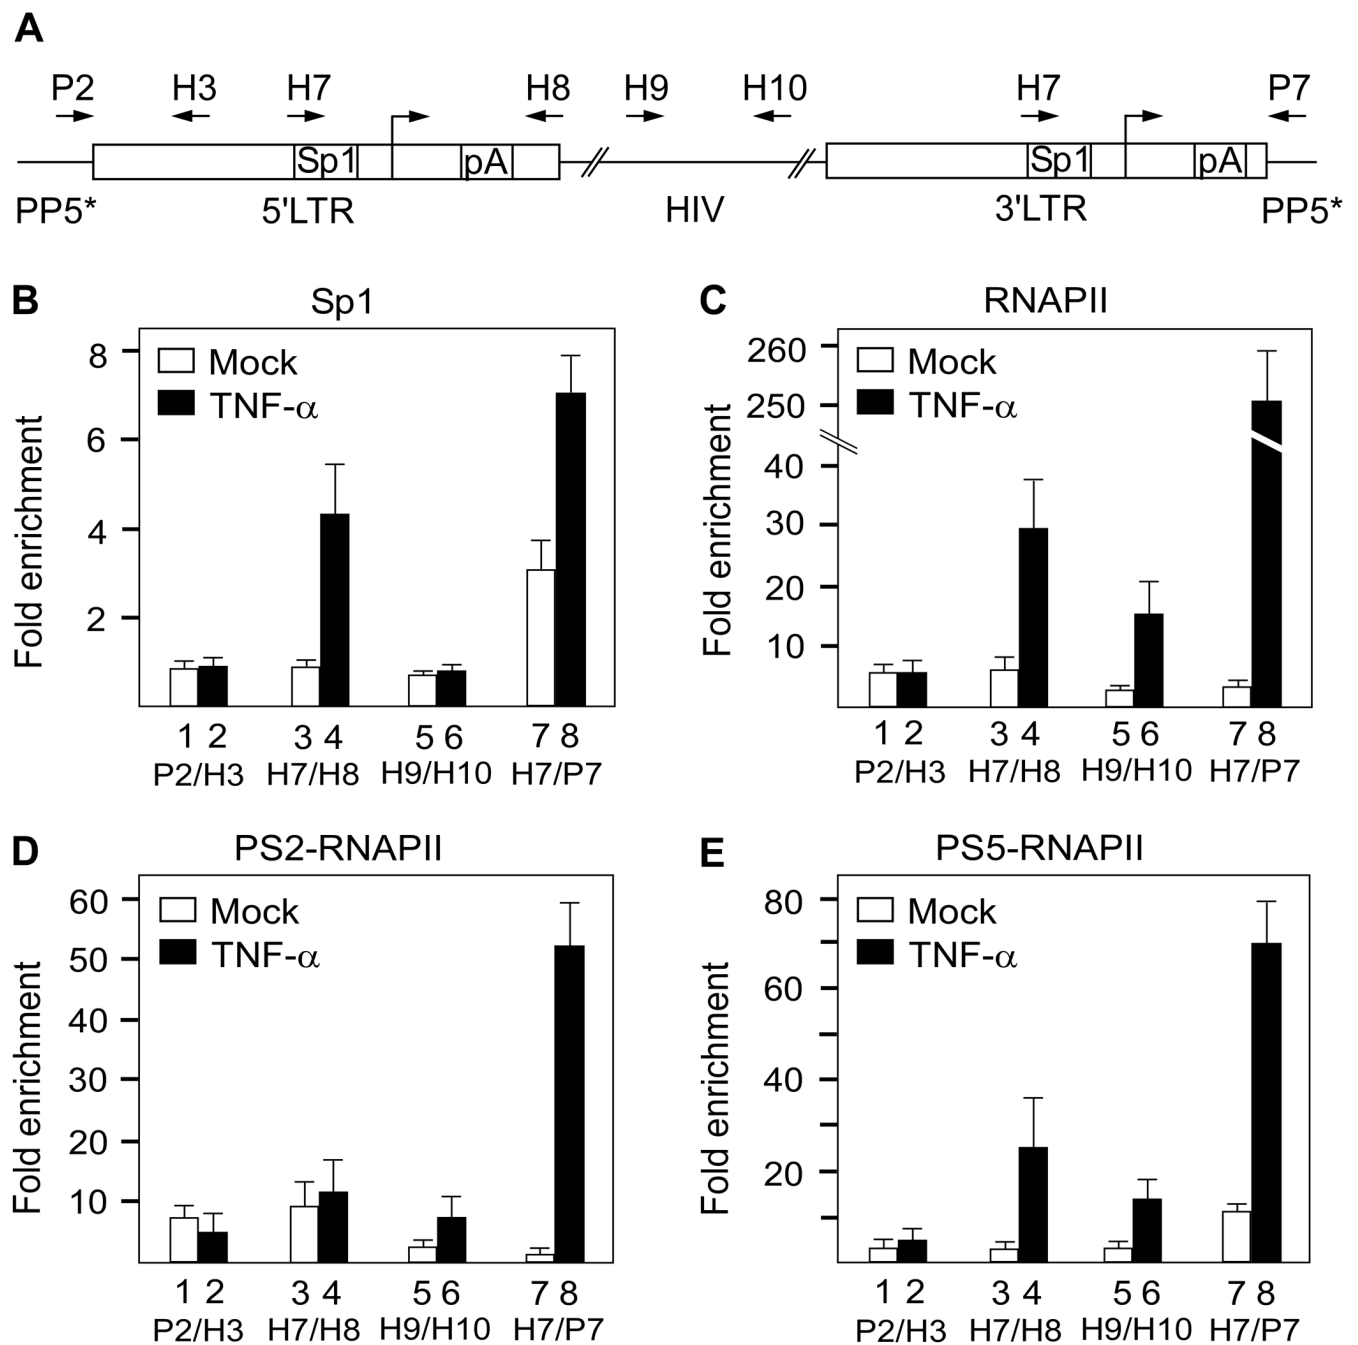 A
P2 H3 H7 H8 H9 H10 H7 P7
Sp1 pA Sp1 pA
PP5* 5'LTR HIV 3'LTR PP5*
B Sp1
Fold enrichment
8
6
4
2
Mock
TNF-α
1 2 3 4 5 6 7 8
P2/H3 H7/H8 H9/H10 H7/P7
C RNAPII
Fold enrichment
260
250
40
30
20
10
Mock
TNF-α
1 2 3 4 5 6 7 8
P2/H3 H7/H8 H9/H10 H7/P7
D PS2-RNAPII
Fold enrichment
60
50
40
30
20
10
Mock
TNF-α
1 2 3 4 5 6 7 8
P2/H3 H7/H8 H9/H10 H7/P7
E PS5-RNAPII
Fold enrichment
80
60
40
20
Mock
TNF-α
1 2 3 4 5 6 7 8
P2/H3 H7/H8 H9/H10 H7/P7